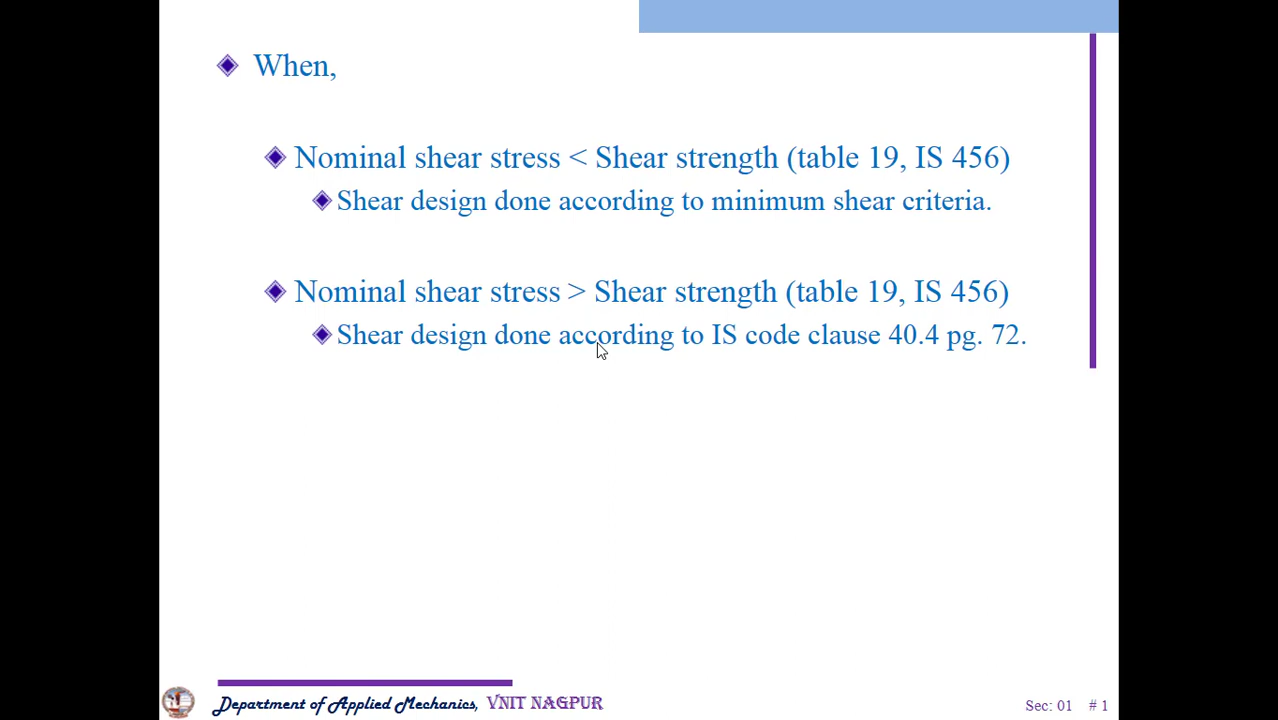 When,
Nominal shear stress < Shear strength (table 19, IS 456)
Shear design done according to minimum shear criteria.
Nominal shear stress > Shear strength (table 19, IS 456)
Shear design done according to IS code clause 40.4 pg. 72.
Department of Applied Mechanics, VNIT NAGPUR
Sec: 01 # 1